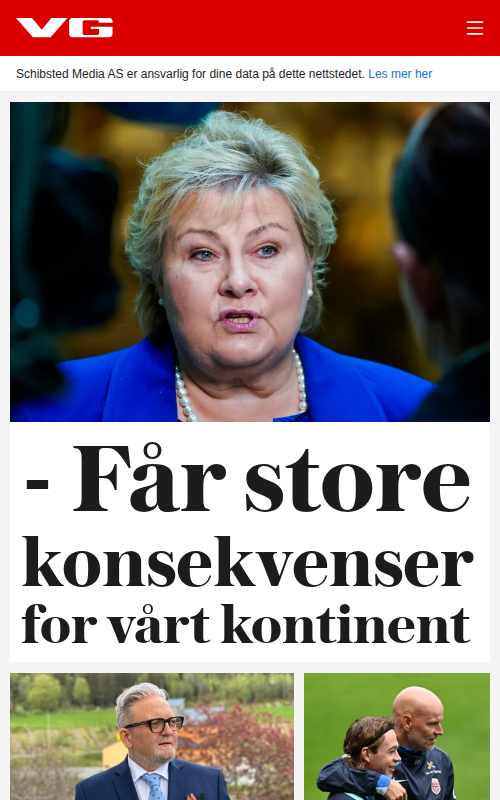 VG
Schibsted Media AS er ansvarlig for dine data på dette nettstedet. Les mer her
- Får store
konsekvenser
for vårt kontinent